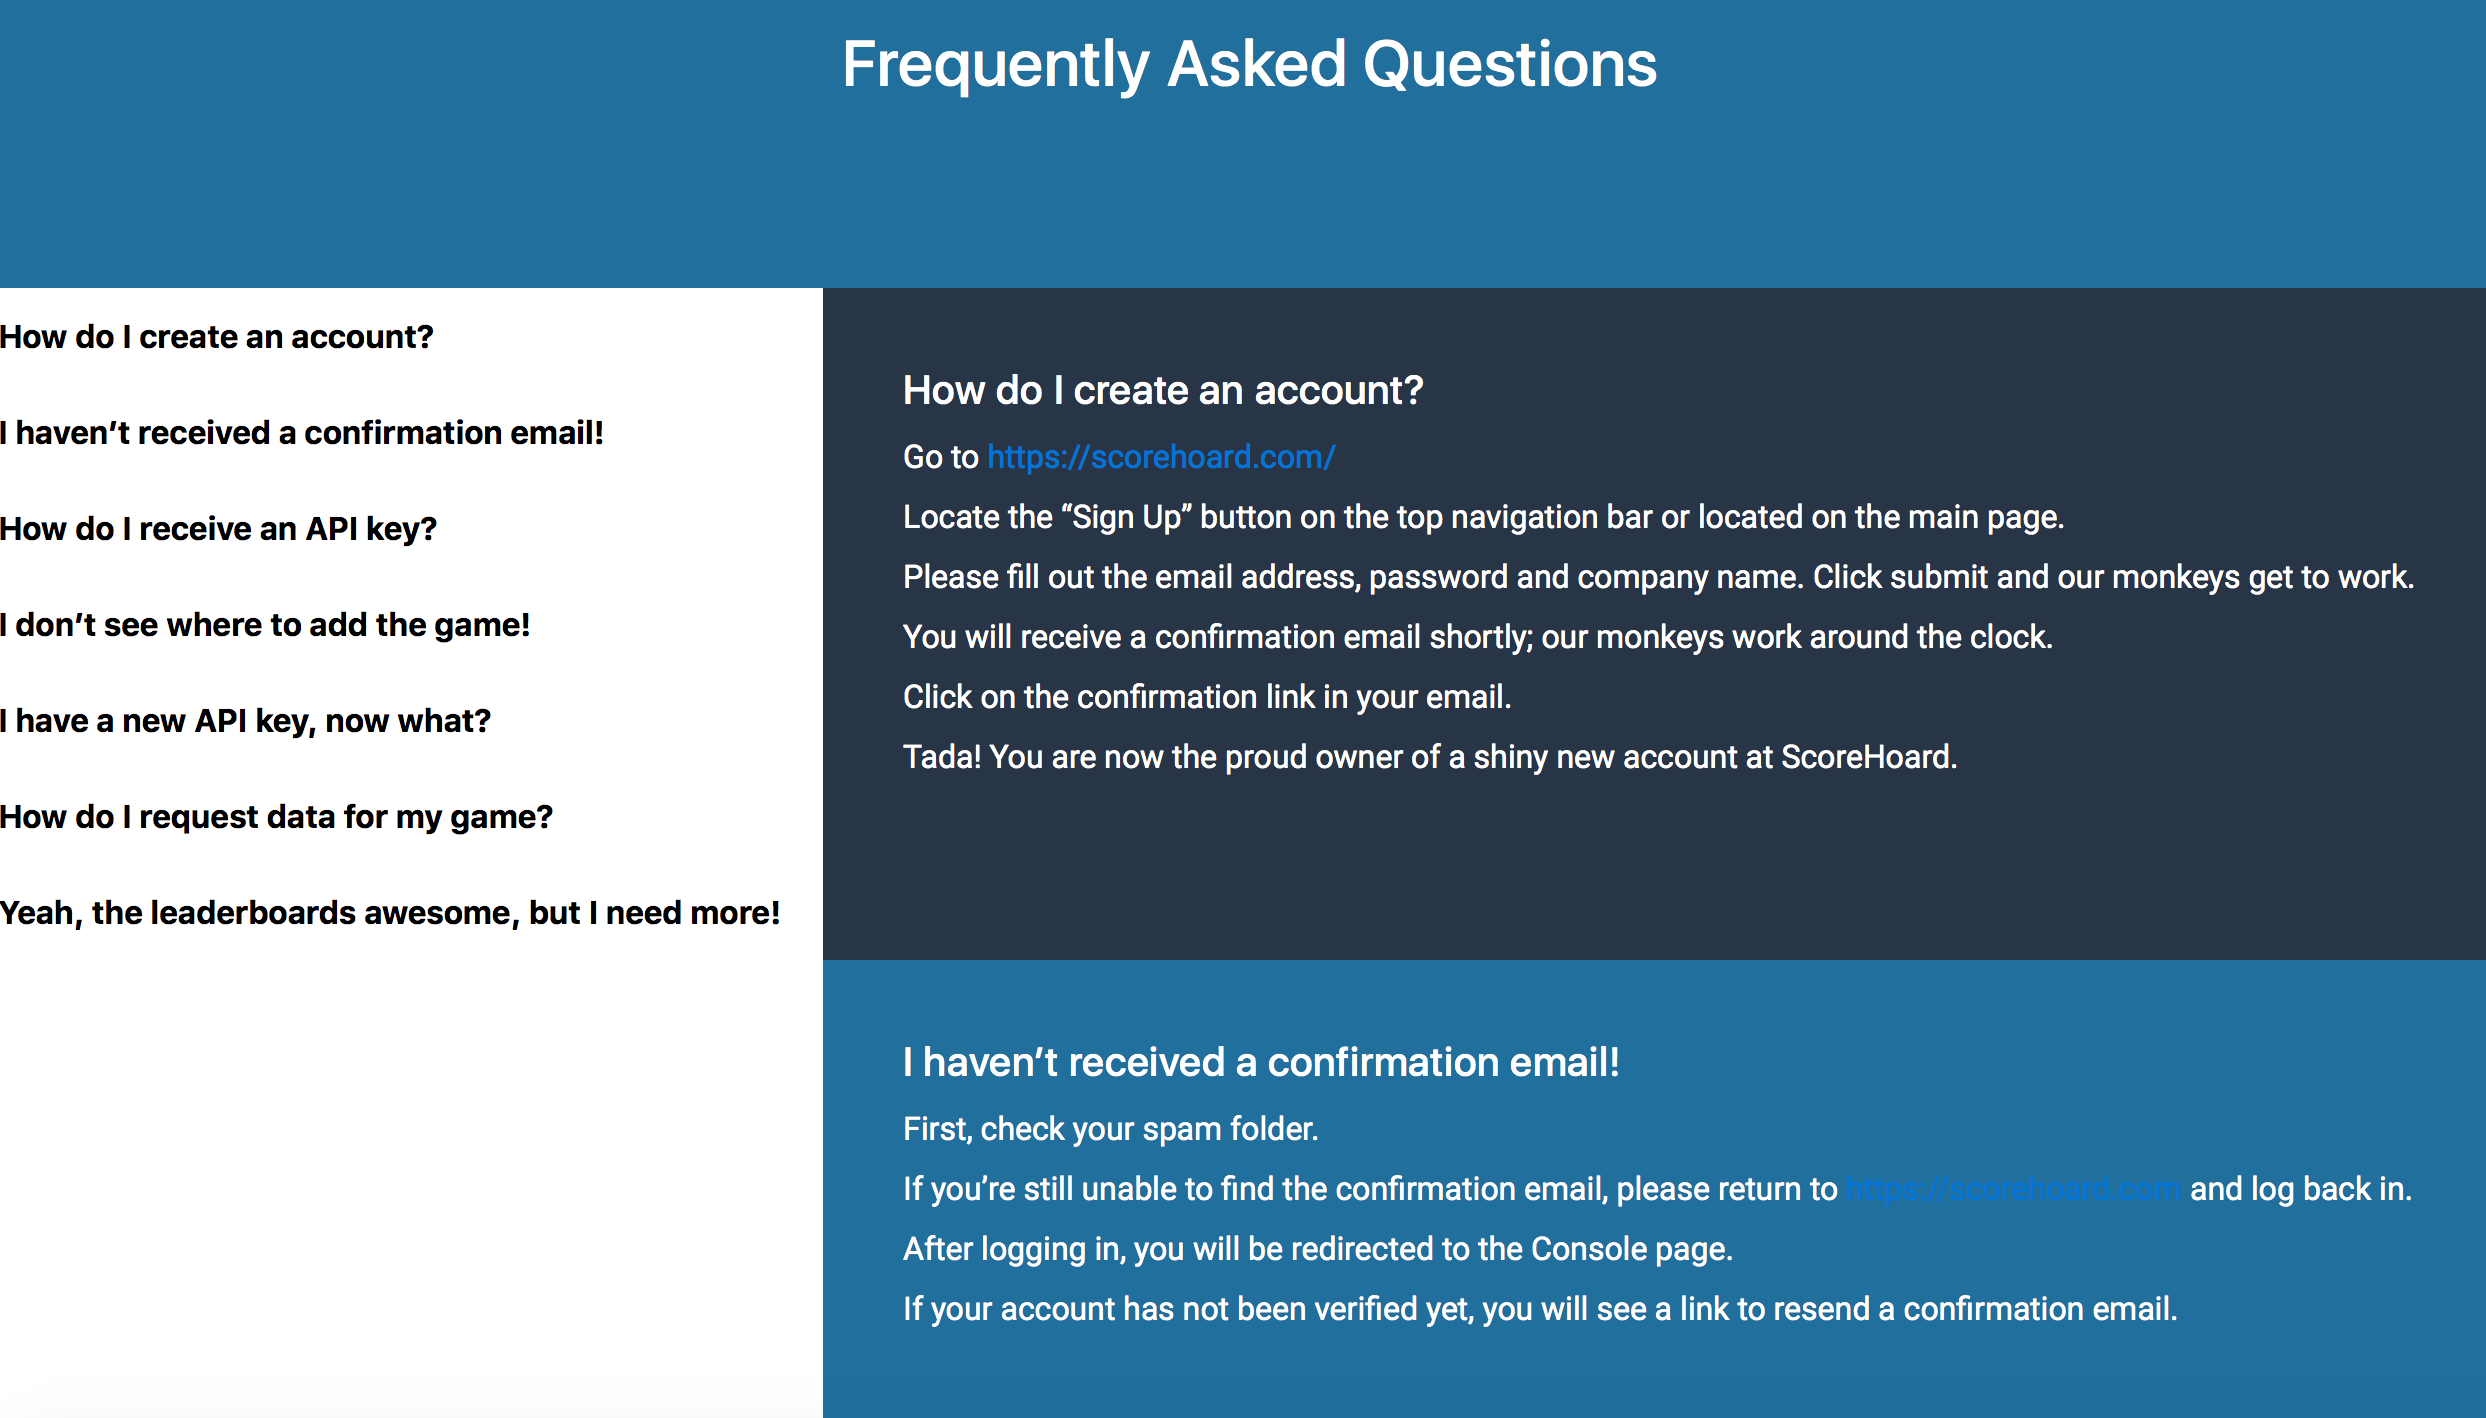 Frequently Asked Questions
How do I create an account?
I haven’t received a confirmation email!
How do I receive an API key?
I don’t see where to add the game!
I have a new API key, now what?
How do I request data for my game?
Yeah, the leaderboards awesome, but I need more!
How do I create an account?
Go to https://scorehoard.com/
Locate the “Sign Up” button on the top navigation bar or located on the main page.
Please fill out the email address, password and company name. Click submit and our monkeys get to work.
You will receive a confirmation email shortly; our monkeys work around the clock.
Click on the confirmation link in your email.
Tada! You are now the proud owner of a shiny new account at ScoreHoard.
I haven’t received a confirmation email!
First, check your spam folder.
If you’re still unable to find the confirmation email, please return to https://scorehoard.com and log back in.
After logging in, you will be redirected to the Console page.
If your account has not been verified yet, you will see a link to resend a confirmation email.